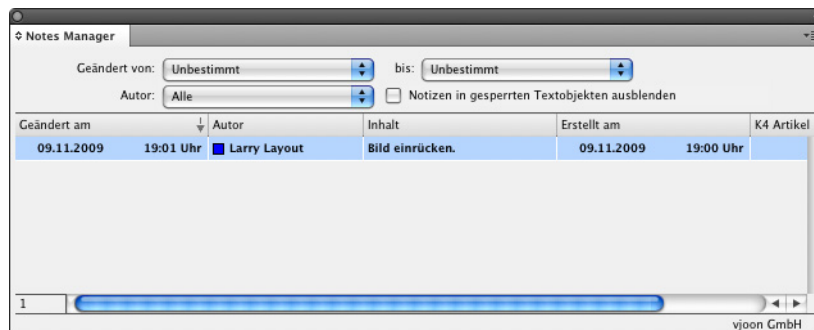 Notes Manager
Geändert von: Unbestimmt bis: Unbestimmt
Autor: Alle Notizen in gesperrten Textobjekten ausblenden
Geändert am Autor Inhalt Erstellt am K4 Artikel
09.11.2009 19:01 Uhr Larry Layout Bild einrücken. 09.11.2009 19:00 Uhr
1
vjoon GmbH